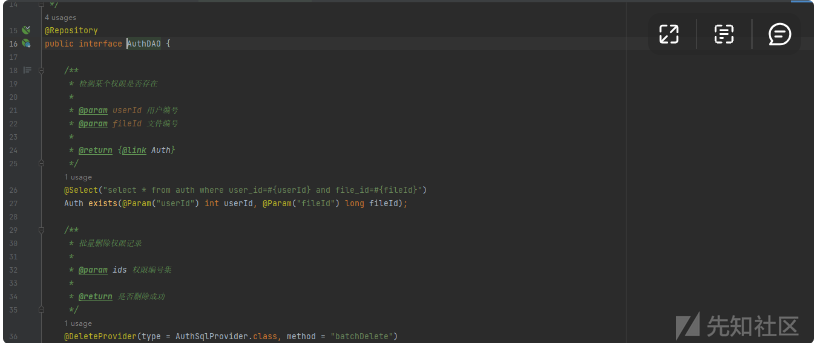 14 */
4 usages
15 @Repository
16 public interface AuthDAO {
17
18 /**
19 * 检测某个权限是否存在
20 *
21 * @param userId 用户编号
22 * @param fileId 文件编号
23 *
24 * @return {@link Auth}
25 */
1 usage
26 @Select("select * from auth where user_id=#{userId} and file_id=#{fileId}")
27 Auth exists(@Param("userId") int userId, @Param("fileId") long fileId);
28
29 /**
30 * 批量删除权限记录
31 *
32 * @param ids 权限编号集
33 *
34 * @return 是否删除成功
35 */
1 usage
36 @DeleteProvider(type = AuthSqlProvider.class, method = "batchDelete")
先知社区